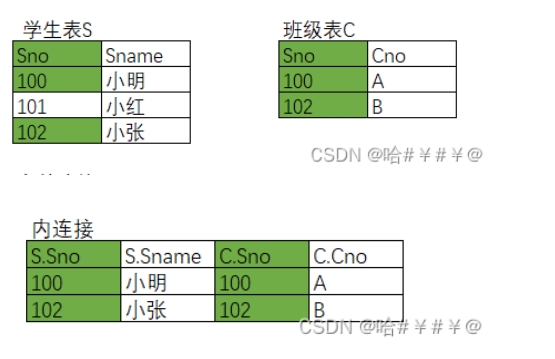 学生表S 班级表C
Sno Sname Sno Cno
100 小明 100 A
101 小红 102 B
102 小张
CSDN @哈#￥#￥@
内连接
S.Sno S.Sname C.Sno C.Cno
100 小明 100 A
102 小张 102 B
CSDN @哈#￥#￥@